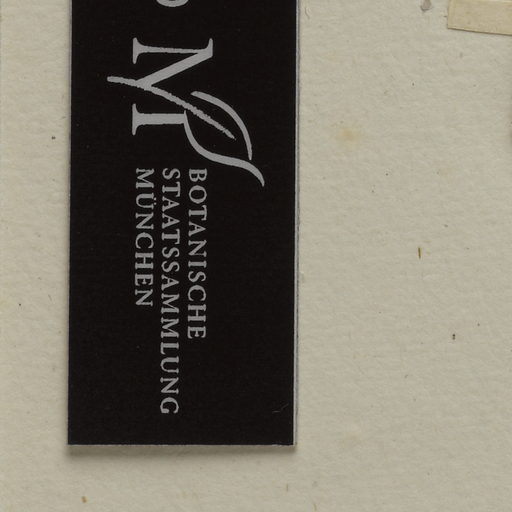 M
BOTANISCHE
STAATSSAMMLUNG
MÜNCHEN